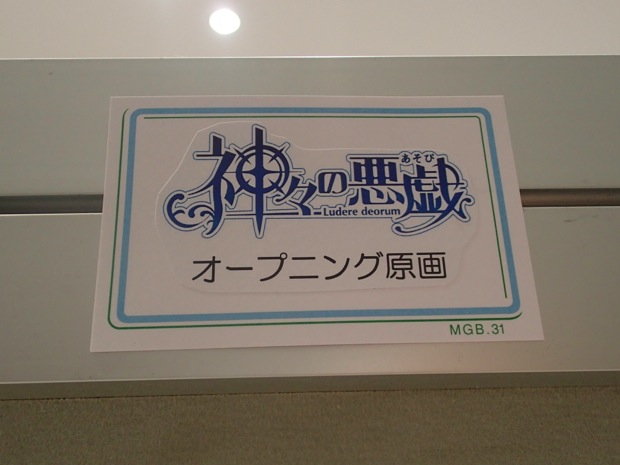 神々の悪戯
あそび
Ludere deorum
オープニング原画
MGB.31